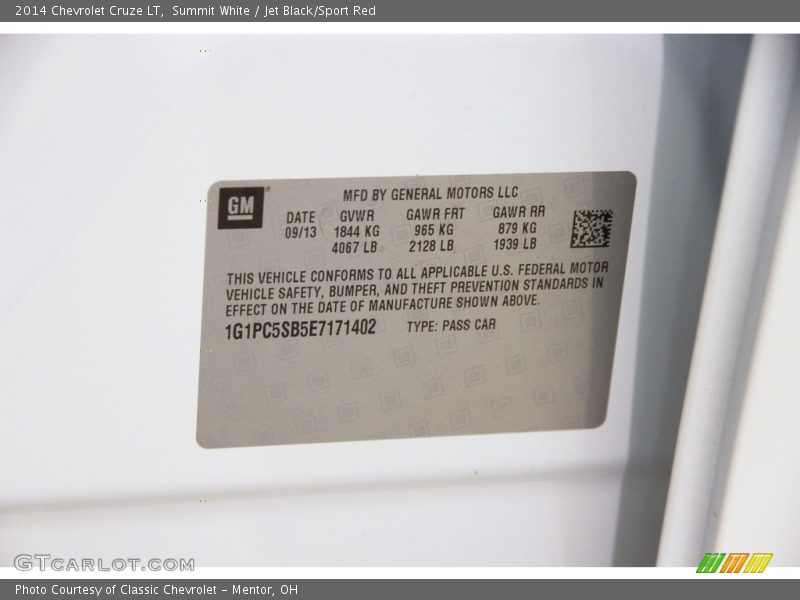 2014 Chevrolet Cruze LT, Summit White / Jet Black/Sport Red
GM
MFD BY GENERAL MOTORS LLC
DATE GVWR GAWR FRT GAWR RR
09/13 1844 KG 965 KG 879 KG
4067 LB 2128 LB 1939 LB
THIS VEHICLE CONFORMS TO ALL APPLICABLE U.S. FEDERAL MOTOR
VEHICLE SAFETY, BUMPER, AND THEFT PREVENTION STANDARDS IN
EFFECT ON THE DATE OF MANUFACTURE SHOWN ABOVE.
1G1PC5SB5E7171402 TYPE: PASS CAR
GTCARLOT.COM
Photo Courtesy of Classic Chevrolet - Mentor, OH